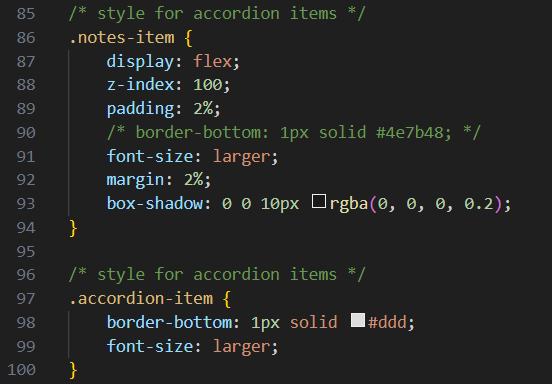 85 /* style for accordion items */
86 .notes-item {
87 display: flex;
88 z-index: 100;
89 padding: 2%;
90 /* border-bottom: 1px solid #4e7b48; */
91 font-size: larger;
92 margin: 2%;
93 box-shadow: 0 0 10px rgba(0, 0, 0, 0.2);
94 }
95
96 /* style for accordion items */
97 .accordion-item {
98 border-bottom: 1px solid #ddd;
99 font-size: larger;
100 }